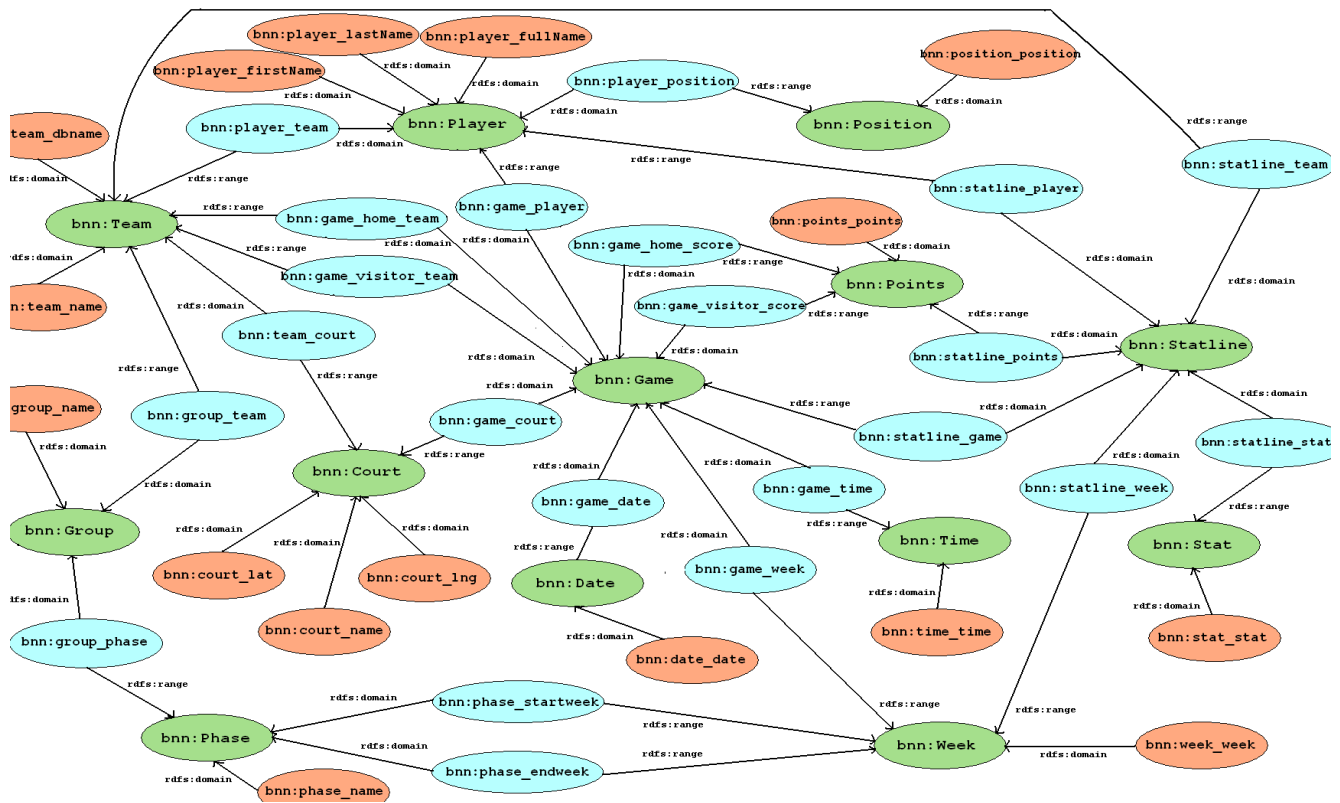 bnn:player_lastName
bnn:player_fullName
bnn:position_position
bnn:player_firstName
rdfs:domain
rdfs:domain
rdfs:range
bnn:player_position
rdfs:domain
rdfs:domain
rdfs:domain
team_dbname
bnn:player_team
bnn:Player
bnn:Position
rdfs:domain
rdfs:range
bnn:statline_team
rdfs:range
rdfs:range
dfs:domain
bnn:statline_player
bnn:game_player
bnn:Team
rdfs:range
bnn:game_home_team
bnn:points_points
bnn:game_home_score
rdfs:domain
rdfs:range
rdfs:domain
rdfs:range
rdfs:domain
rdfs:domain
dfs:domain
bnn:game_visitor_team
bnn:Points
n:team_name
rdfs:domain
bnn:game_visitor_score
rdfs:range
rdfs:range
bnn:team_court
rdfs:domain
rdfs:domain
rdfs:domain
bnn:Statline
bnn:statline_points
rdfs:range
rdfs:domain
bnn:Game
group_name
bnn:group_team
bnn:game_court
rdfs:range
rdfs:domain
rdfs:domain
bnn:statline_game
bnn:statline_stat
rdfs:domain
rdfs:domain
rdfs:range
rdfs:domain
rdfs:domain
bnn:Court
bnn:statline_week
rdfs:domain
bnn:game_date
bnn:game_time
rdfs:range
bnn:Group
rdfs:domain
rdfs:domain
rdfs:domain
rdfs:domain
rdfs:range
bnn:Time
bnn:Stat
rdfs:range
bnn:court_lat
bnn:court_lng
bnn:Date
bnn:game_week
rdfs:domain
rdfs:domain
dfs:domain
bnn:court_name
bnn:time_time
bnn:stat_stat
bnn:group_phase
rdfs:domain
bnn:date_date
rdfs:range
rdfs:domain
bnn:phase_startweek
rdfs:range
rdfs:range
rdfs:range
bnn:Phase
bnn:Week
bnn:week_week
rdfs:domain
rdfs:range
rdfs:domain
bnn:phase_endweek
rdfs:domain
bnn:phase_name